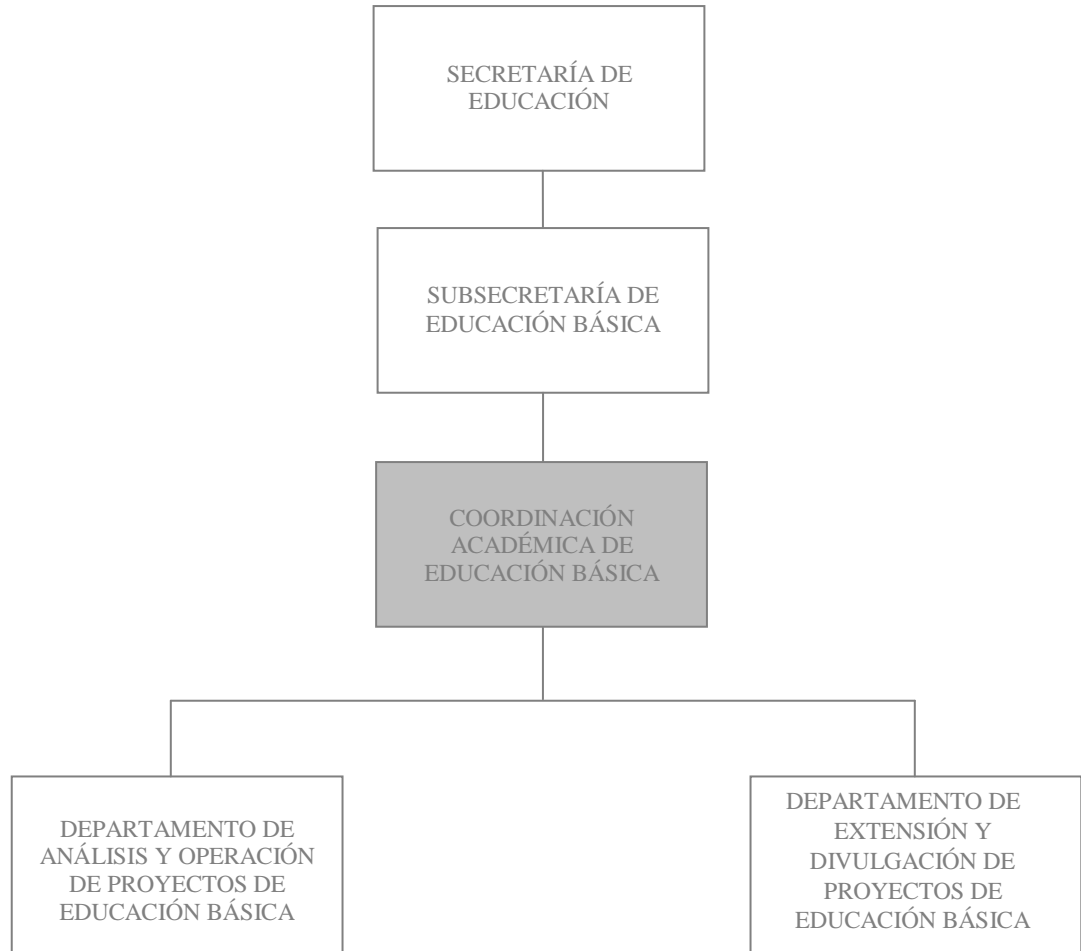 SECRETARÍA DE
EDUCACIÓN
SUBSECRETARÍA DE
EDUCACIÓN BÁSICA
COORDINACIÓN
ACADÉMICA DE
EDUCACIÓN BÁSICA
DEPARTAMENTO DE
ANÁLISIS Y OPERACIÓN
DE PROYECTOS DE
EDUCACIÓN BÁSICA
DEPARTAMENTO DE
EXTENSIÓN Y
DIVULGACIÓN DE
PROYECTOS DE
EDUCACIÓN BÁSICA